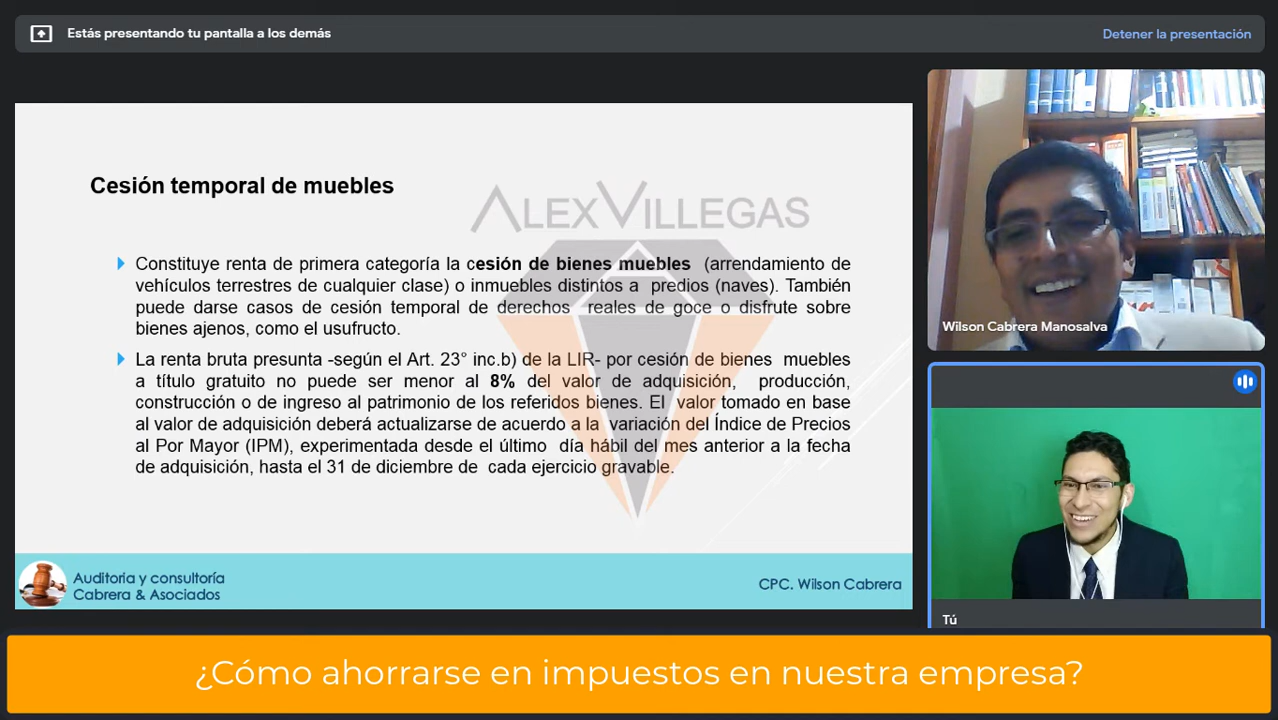 Estás presentando tu pantalla a los demás
Detener la presentación
Cesión temporal de muebles
ALEXVILLEGAS
Constituye renta de primera categoría la cesión de bienes muebles (arrendamiento de
vehículos terrestres de cualquier clase) o inmuebles distintos a predios (naves). También
puede darse casos de cesión temporal de derechos reales de goce o disfrute sobre
bienes ajenos, como el usufructo.
La renta bruta presunta -según el Art. 23° inc.b) de la LIR- por cesión de bienes muebles
a título gratuito no puede ser menor al 8% del valor de adquisición, producción,
construcción o de ingreso al patrimonio de los referidos bienes. El valor tomado en base
al valor de adquisición deberá actualizarse de acuerdo a la variación del Índice de Precios
al Por Mayor (IPM), experimentada desde el último día hábil del mes anterior a la fecha
de adquisición, hasta el 31 de diciembre de cada ejercicio gravable.
Auditoria y consultoría
Cabrera & Asociados
CPC. Wilson Cabrera
Wilson Cabrera Manosalva
Tú
¿Cómo ahorrarse en impuestos en nuestra empresa?